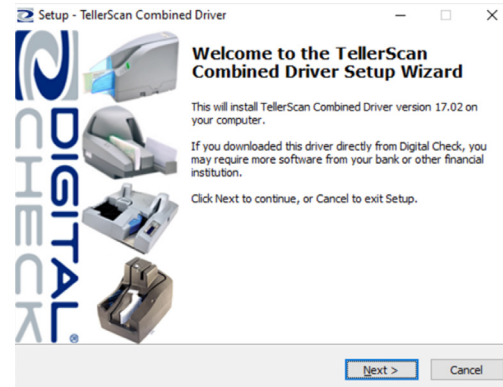 Setup - TellerScan Combined Driver
Welcome to the TellerScan
Combined Driver Setup Wizard
This will install TellerScan Combined Driver version 17.02 on
your computer.
If you downloaded this driver directly from Digital Check, you
may require more software from your bank or other financial
institution.
Click Next to continue, or Cancel to exit Setup.
DIGITAL
CHECK
®
Next >
Cancel